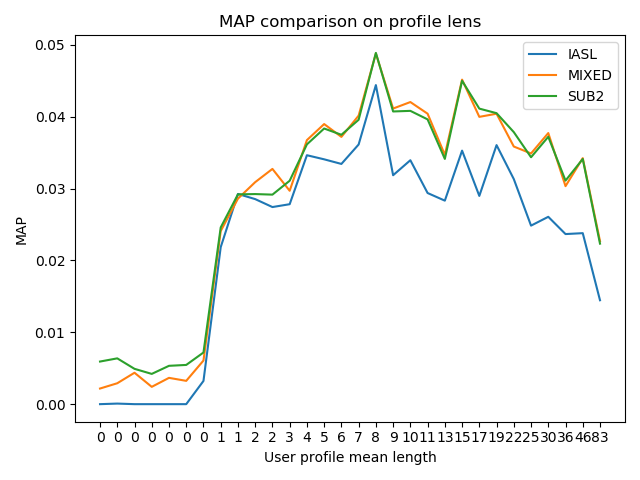 MAP comparison on profile lens
IASL
MIXED
SUB2
MAP
0.05
0.04
0.03
0.02
0.01
0.00
0 0 0 0 0 0 0 1 1 2 2 3 4 5 6 7 8 9 10 11 13 15 17 19 22 25 30 36 46 83
User profile mean length